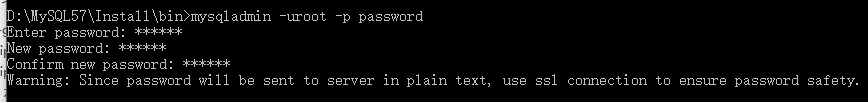 D:\MySQL57\Install\bin>mysqladmin -uroot -p password
Enter password: ******
New password: ******
Confirm new password: ******
Warning: Since password will be sent to server in plain text, use ssl connection to ensure password safety.